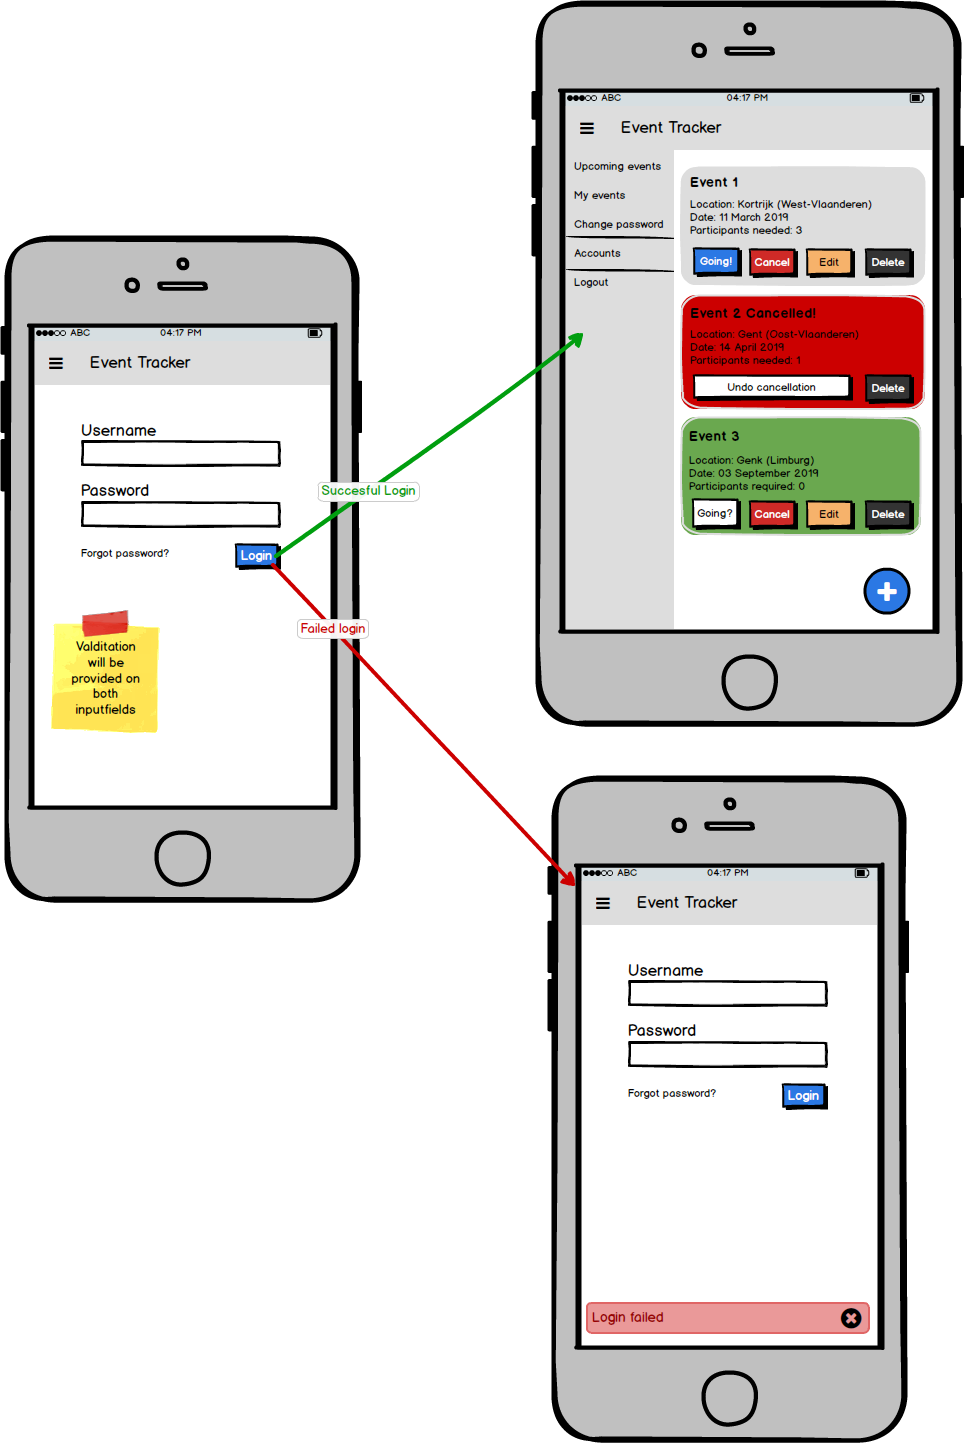 ABC 04:17 PM
Event Tracker
Username
Password
Forgot password? Login
Valditation
will be
provided on
both
inputfields
Succesful Login
Failed login
ABC 04:17 PM
Event Tracker
Upcoming events
My events
Change password
Accounts
Logout
Event 1
Location: Kortrijk (West-Vlaanderen)
Date: 11 March 2019
Participants needed: 3
Going! Cancel Edit Delete
Event 2 Cancelled!
Location: Gent (Oost-Vlaanderen)
Date: 14 April 2019
Participants needed: 1
Undo cancellation Delete
Event 3
Location: Genk (Limburg)
Date: 03 September 2019
Participants required: 0
Going? Cancel Edit Delete
ABC 04:17 PM
Event Tracker
Username
Password
Forgot password? Login
Login failed